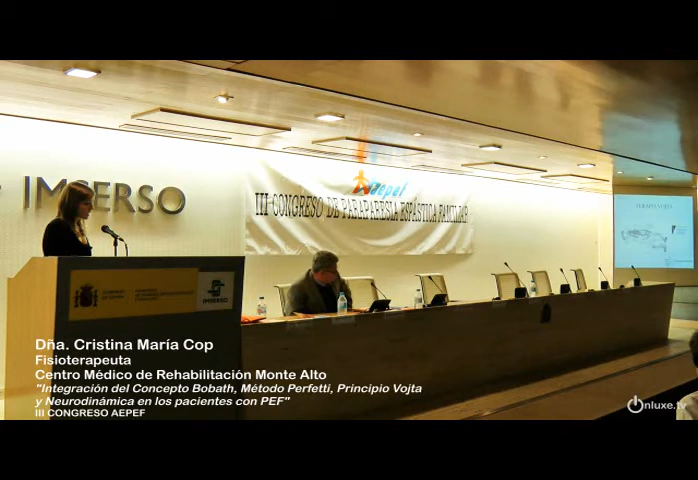 IMSERSO
aepef
III CONGRESO DE PARAPARESIA ESPÁSTICA FAMILIAR
TERAPIA VOJTA
IMSERSO
Dña. Cristina María Cop
Fisioterapeuta
Centro Médico de Rehabilitación Monte Alto
"Integración del Concepto Bobath, Método Perfetti, Principio Vojta
y Neurodinámica en los pacientes con PEF"
III CONGRESO AEPEF
onluxe.tv